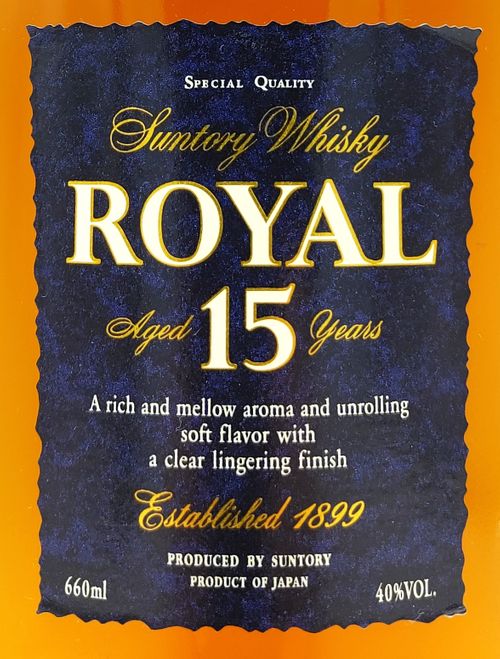 SPECIAL QUALITY
Suntory Whisky
ROYAL
Aged 15 Years
A rich and mellow aroma and unrolling
soft flavor with
a clear lingering finish
Established 1899
PRODUCED BY SUNTORY
PRODUCT OF JAPAN
660ml 40%VOL.